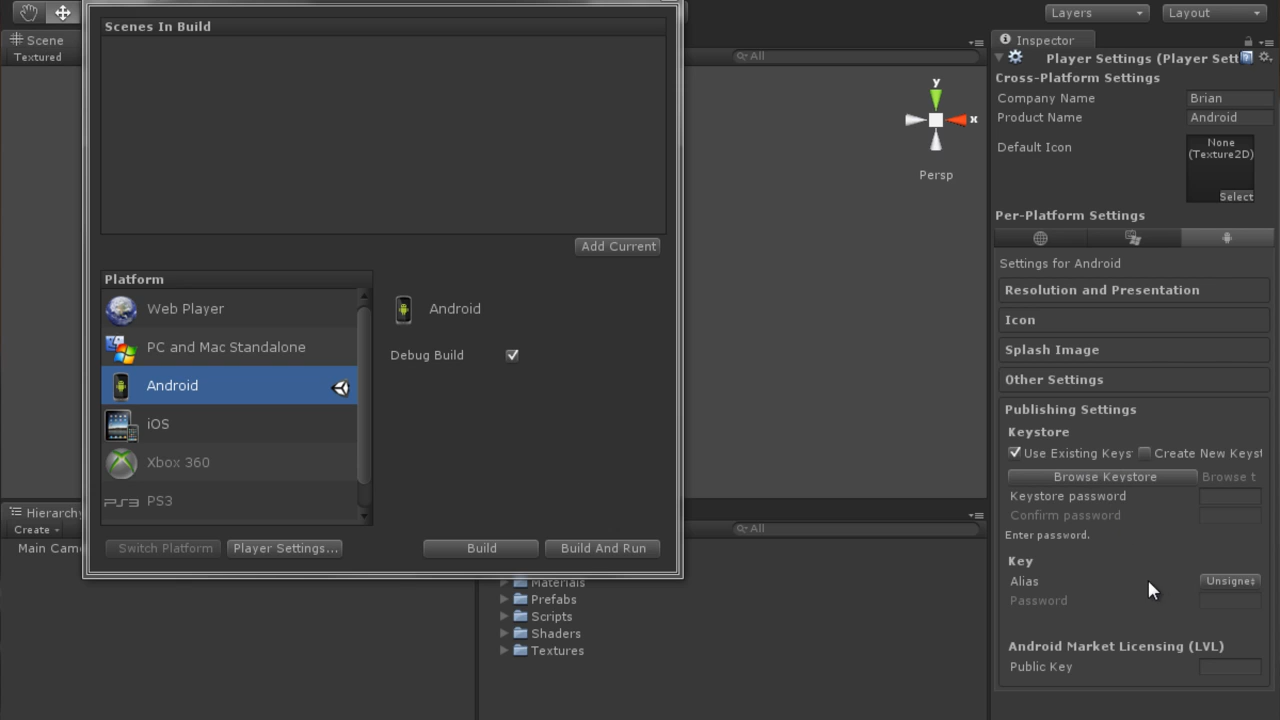 Layers
Layout
Scene
Textured
Scenes In Build
Add Current
Platform
Web Player
PC and Mac Standalone
Android
iOS
Xbox 360
PS3
Android
Debug Build
Switch Platform
Player Settings...
Build
Build And Run
All
y
x
Persp
Hierarchy
Create
Main Cam
All
Materials
Prefabs
Scripts
Shaders
Textures
Inspector
Player Settings (Player Sett
Cross-Platform Settings
Company Name Brian
Product Name Android
Default Icon
None
(Texture2D)
Select
Per-Platform Settings
Settings for Android
Resolution and Presentation
Icon
Splash Image
Other Settings
Publishing Settings
Keystore
Use Existing Keys Create New Keyst
Browse Keystore Browse t
Keystore password
Confirm password
Enter password.
Key
Alias Unsigne
Password
Android Market Licensing (LVL)
Public Key